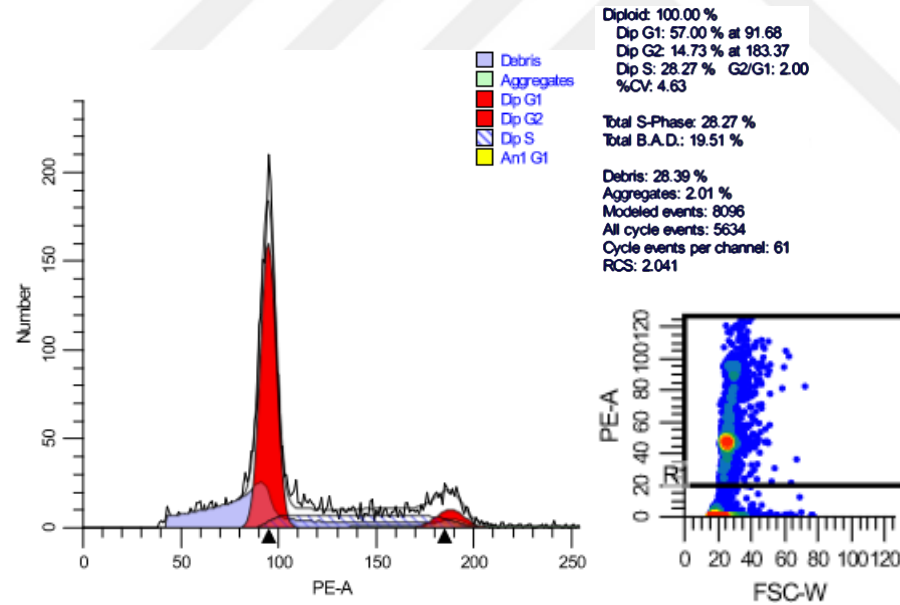 Diploid: 100.00 %
Dip G1: 57.00 % at 91.68
Dip G2: 14.73 % at 183.37
Dip S: 28.27 %   G2/G1: 2.00
%CV: 4.63
Total S-Phase: 28.27 %
Total B.A.D.: 19.51 %
Debris: 28.39 %
Aggregates: 2.01 %
Modeled events: 8096
All cycle events: 5634
Cycle events per channel: 61
RCS: 2.041
Debris
Aggregates
Dip G1
Dip G2
Dip S
An1 G1
Number
200
150
100
50
0
0 50 100 150 200 250
PE-A
PE-A
120
100
80
60
40
20
0
R
0 20 40 60 80 100 120
FSC-W